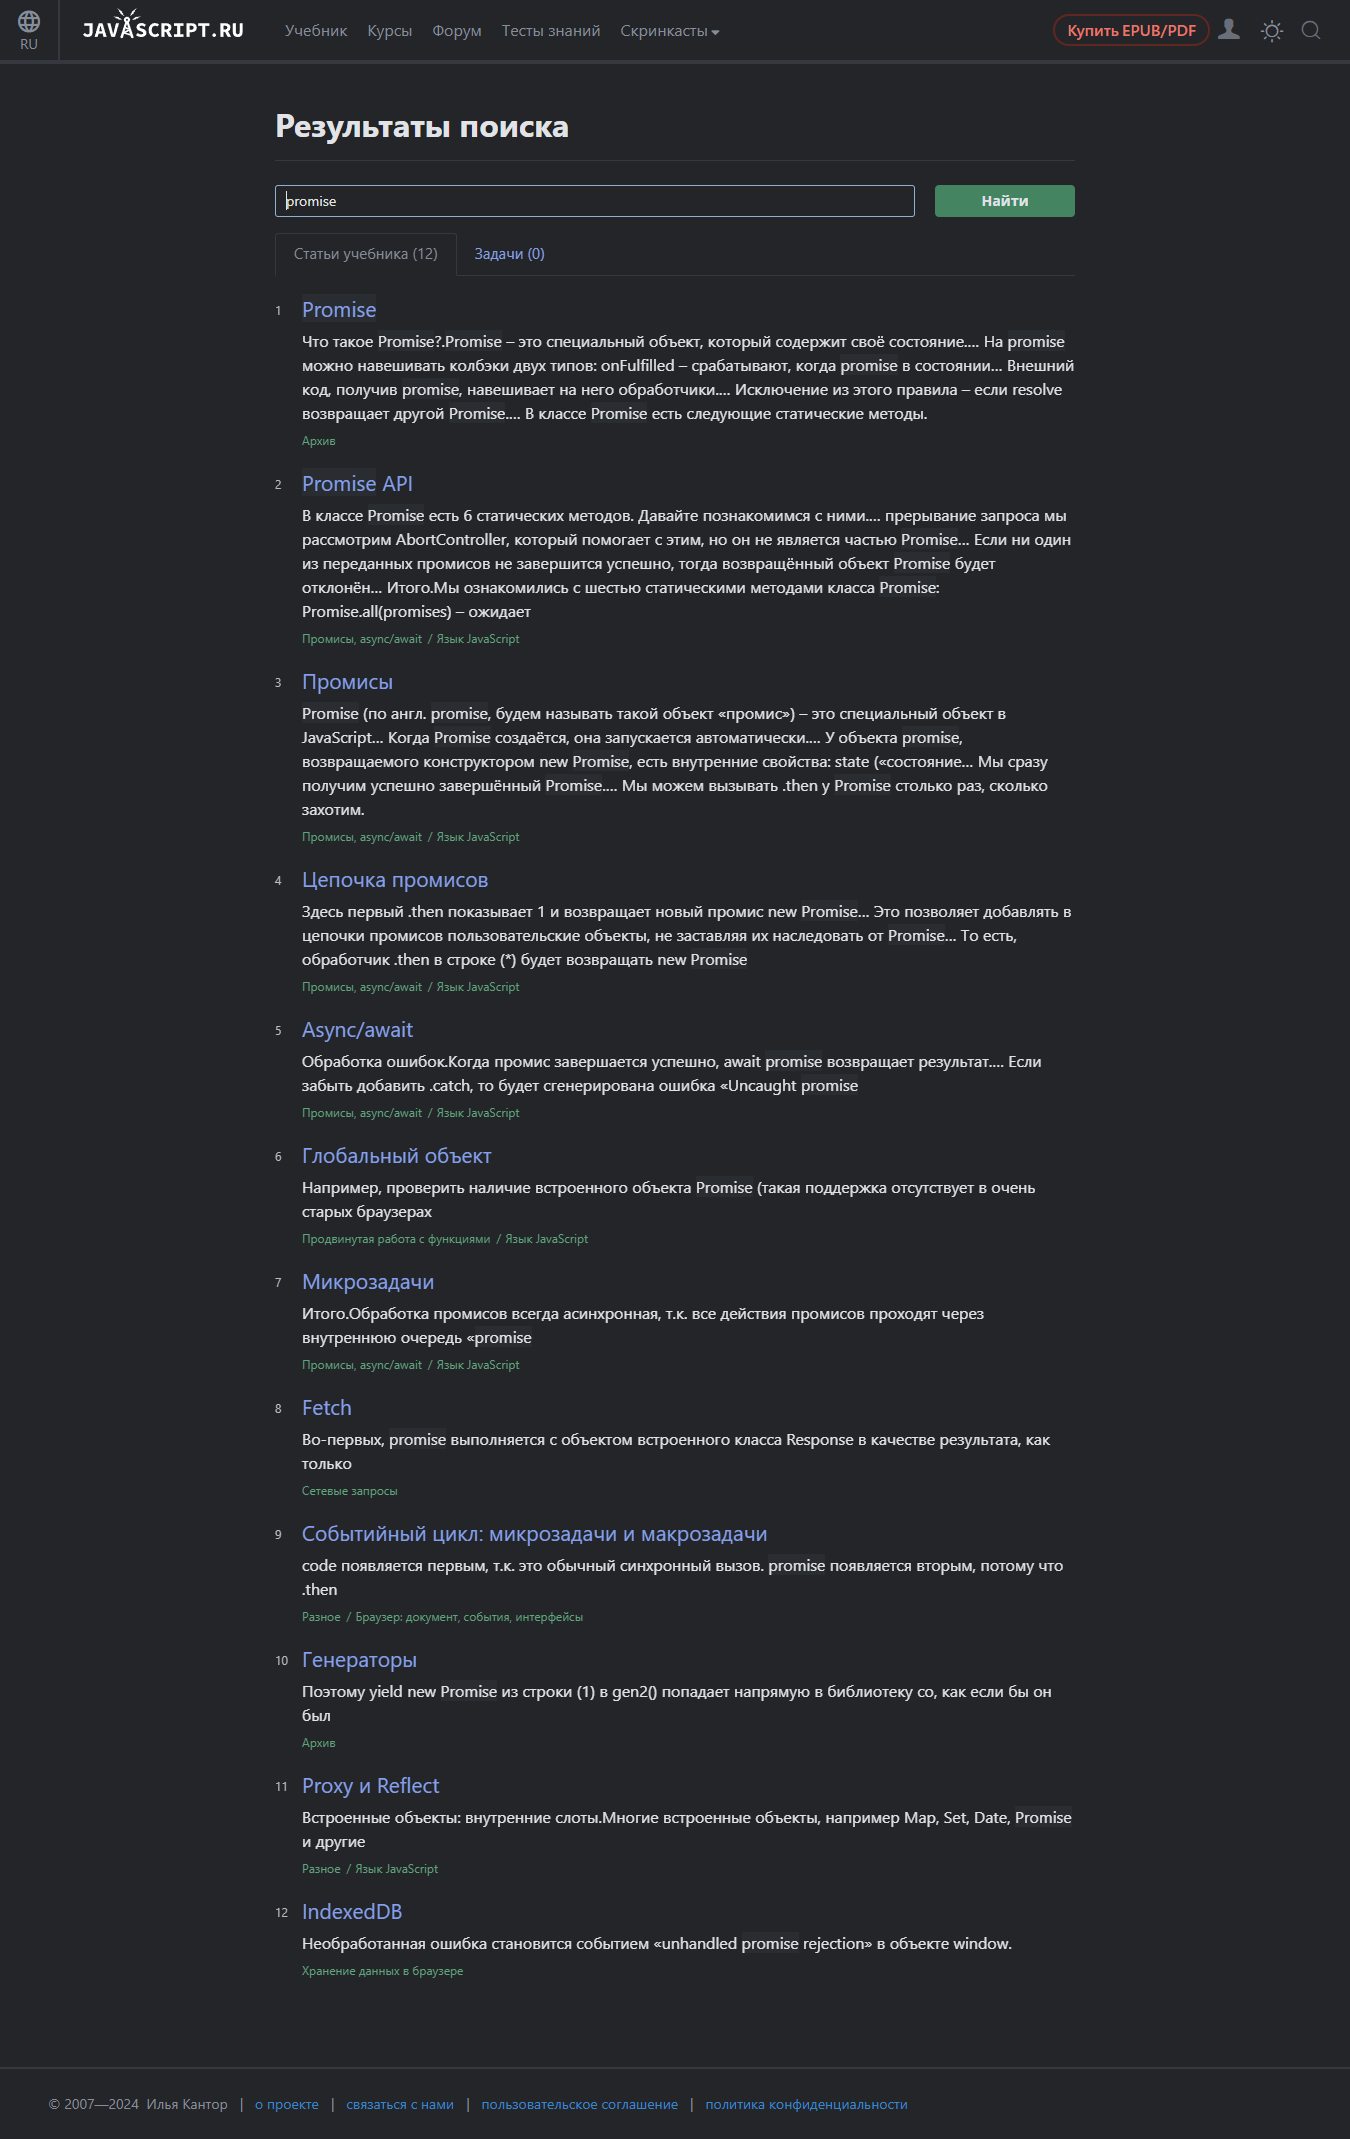 RU
JAVASCRIPT.RU
Учебник Курсы Форум Тесты знаний Скринкасты
Купить EPUB/PDF
Результаты поиска
promise
Найти
Статьи учебника (12) Задачи (0)
1 Promise
Что такое Promise?.Promise – это специальный объект, который содержит своё состояние.... На promise
можно навешивать колбэки двух типов: onFulfilled – срабатывают, когда promise в состоянии... Внешний
код, получив promise, навешивает на него обработчики.... Исключение из этого правила – если resolve
возвращает другой Promise.... В классе Promise есть следующие статические методы.
Архив
2 Promise API
В классе Promise есть 6 статических методов. Давайте познакомимся с ними.... прерывание запроса мы
рассмотрим AbortController, который помогает с этим, но он не является частью Promise... Если ни один
из переданных промисов не завершится успешно, тогда возвращённый объект Promise будет
отклонён... Итого.Мы ознакомились с шестью статическими методами класса Promise:
Promise.all(promises) – ожидает
Промисы, async/await / Язык JavaScript
3 Промисы
Promise (по англ. promise, будем называть такой объект «промис») – это специальный объект в
JavaScript... Когда Promise создаётся, она запускается автоматически.... У объекта promise,
возвращаемого конструктором new Promise, есть внутренние свойства: state («состояние... Мы сразу
получим успешно завершённый Promise.... Мы можем вызывать .then у Promise столько раз, сколько
захотим.
Промисы, async/await / Язык JavaScript
4 Цепочка промисов
Здесь первый .then показывает 1 и возвращает новый промис new Promise... Это позволяет добавлять в
цепочки промисов пользовательские объекты, не заставляя их наследовать от Promise... То есть,
обработчик .then в строке (*) будет возвращать new Promise
Промисы, async/await / Язык JavaScript
5 Async/await
Обработка ошибок.Когда промис завершается успешно, await promise возвращает результат.... Если
забыть добавить .catch, то будет сгенерирована ошибка «Uncaught promise
Промисы, async/await / Язык JavaScript
6 Глобальный объект
Например, проверить наличие встроенного объекта Promise (такая поддержка отсутствует в очень
старых браузерах
Продвинутая работа с функциями / Язык JavaScript
7 Микрозадачи
Итого.Обработка промисов всегда асинхронная, т.к. все действия промисов проходят через
внутреннюю очередь «promise
Промисы, async/await / Язык JavaScript
8 Fetch
Во-первых, promise выполняется с объектом встроенного класса Response в качестве результата, как
только
Сетевые запросы
9 Событийный цикл: микрозадачи и макрозадачи
code появляется первым, т.к. это обычный синхронный вызов. promise появляется вторым, потому что
.then
Разное / Браузер: документ, события, интерфейсы
10 Генераторы
Поэтому yield new Promise из строки (1) в gen2() попадает напрямую в библиотеку co, как если бы он
был
Архив
11 Proxy и Reflect
Встроенные объекты: внутренние слоты.Многие встроенные объекты, например Map, Set, Date, Promise
и другие
Разное / Язык JavaScript
12 IndexedDB
Необработанная ошибка становится событием «unhandled promise rejection» в объекте window.
Хранение данных в браузере
© 2007—2024 Илья Кантор | о проекте | связаться с нами | пользовательское соглашение | политика конфиденциальности